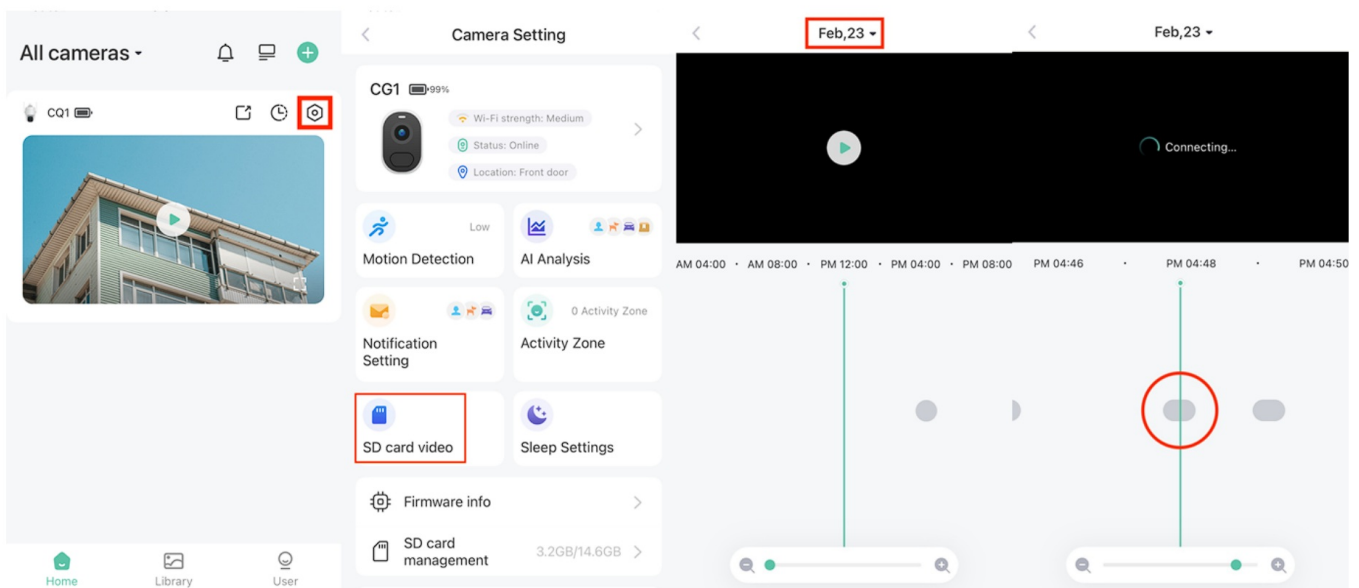 All cameras
CQ1
Home
Library
User
Camera Setting
CG1 99%
Wi-Fi strength: Medium
Status: Online
Location: Front door
Low
Motion Detection
AI Analysis
Notification
Setting
0 Activity Zone
Activity Zone
SD card video
Sleep Settings
Firmware info
SD card
management
3.2GB/14.6GB
Feb,23
AM 04:00 · AM 08:00 · PM 12:00 · PM 04:00 · PM 08:00
Feb,23
Connecting...
PM 04:46 · PM 04:48 · PM 04:50